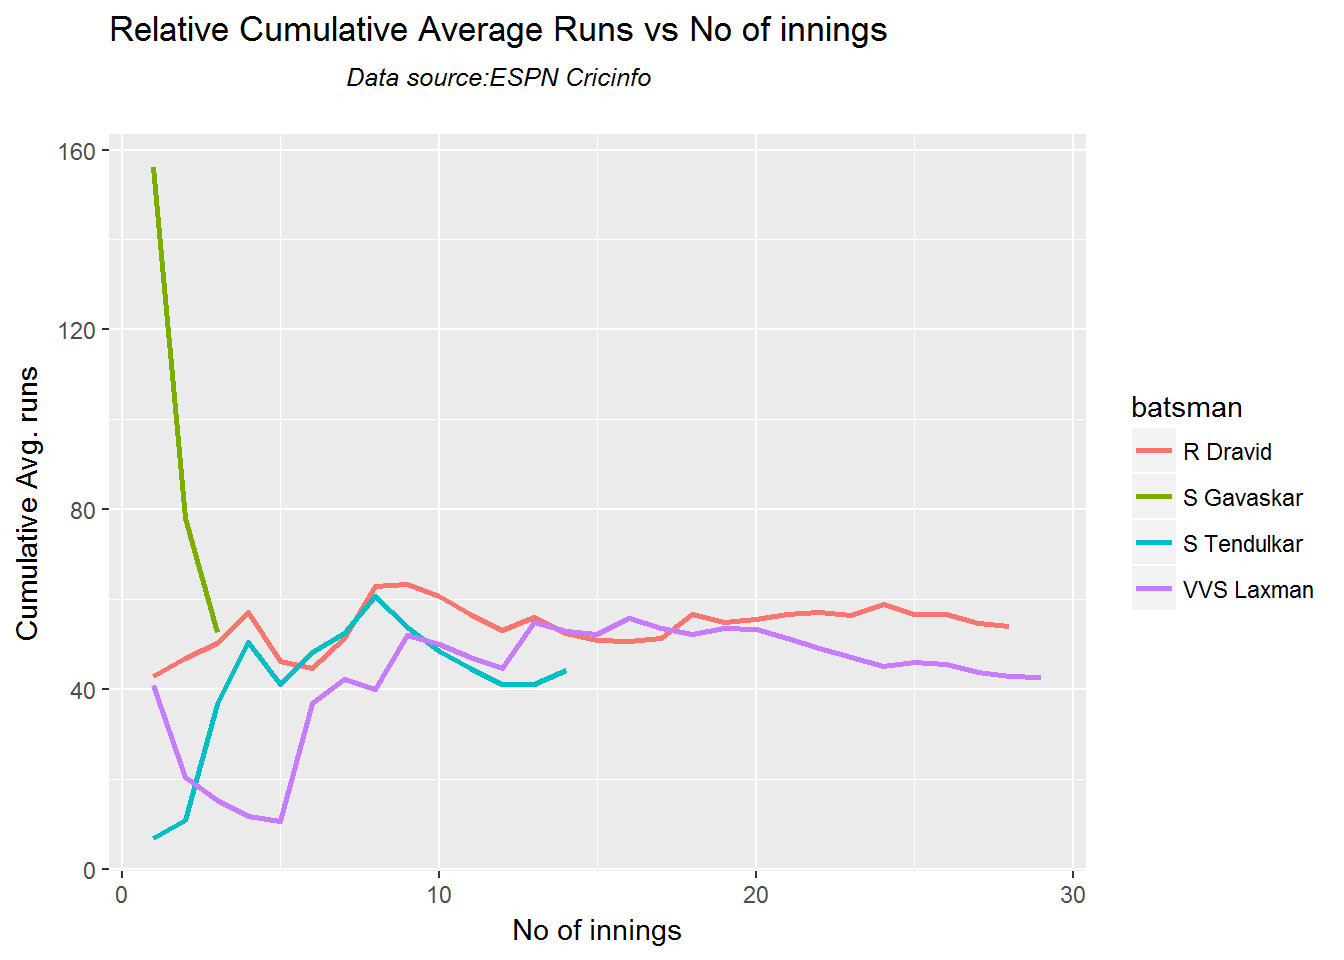 Relative Cumulative Average Runs vs No of innings
Data source:ESPN Cricinfo
Cumulative Avg. runs
160
120
80
40
0
0 10 20 30
No of innings
batsman
R Dravid
S Gavaskar
S Tendulkar
VVS Laxman